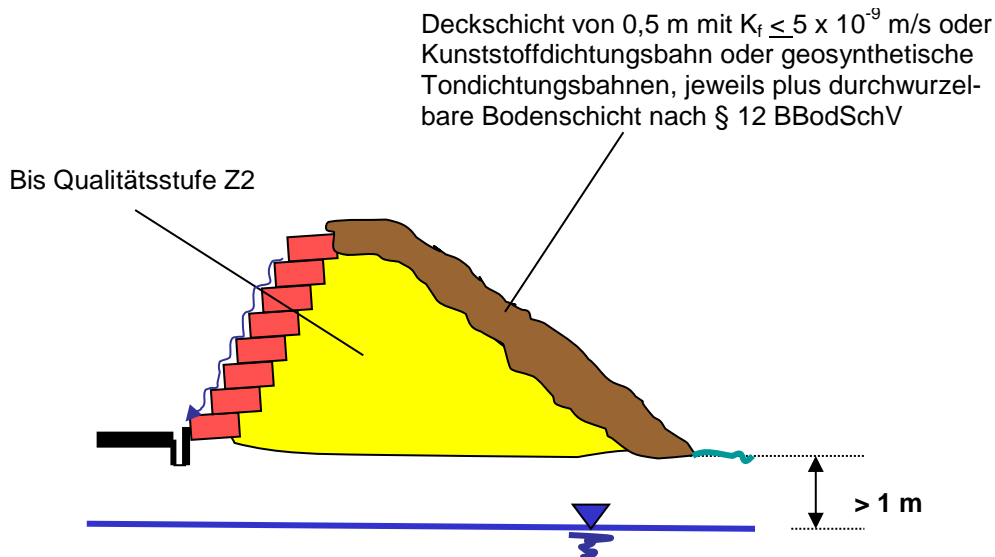 Deckschicht von 0,5 m mit K_f ≤ 5 x 10^-9 m/s oder
Kunststoffdichtungsbahn oder geosynthetische
Tondichtungsbahnen, jeweils plus durchwurzel-
bare Bodenschicht nach § 12 BBodSchV
Bis Qualitätsstufe Z2
> 1 m